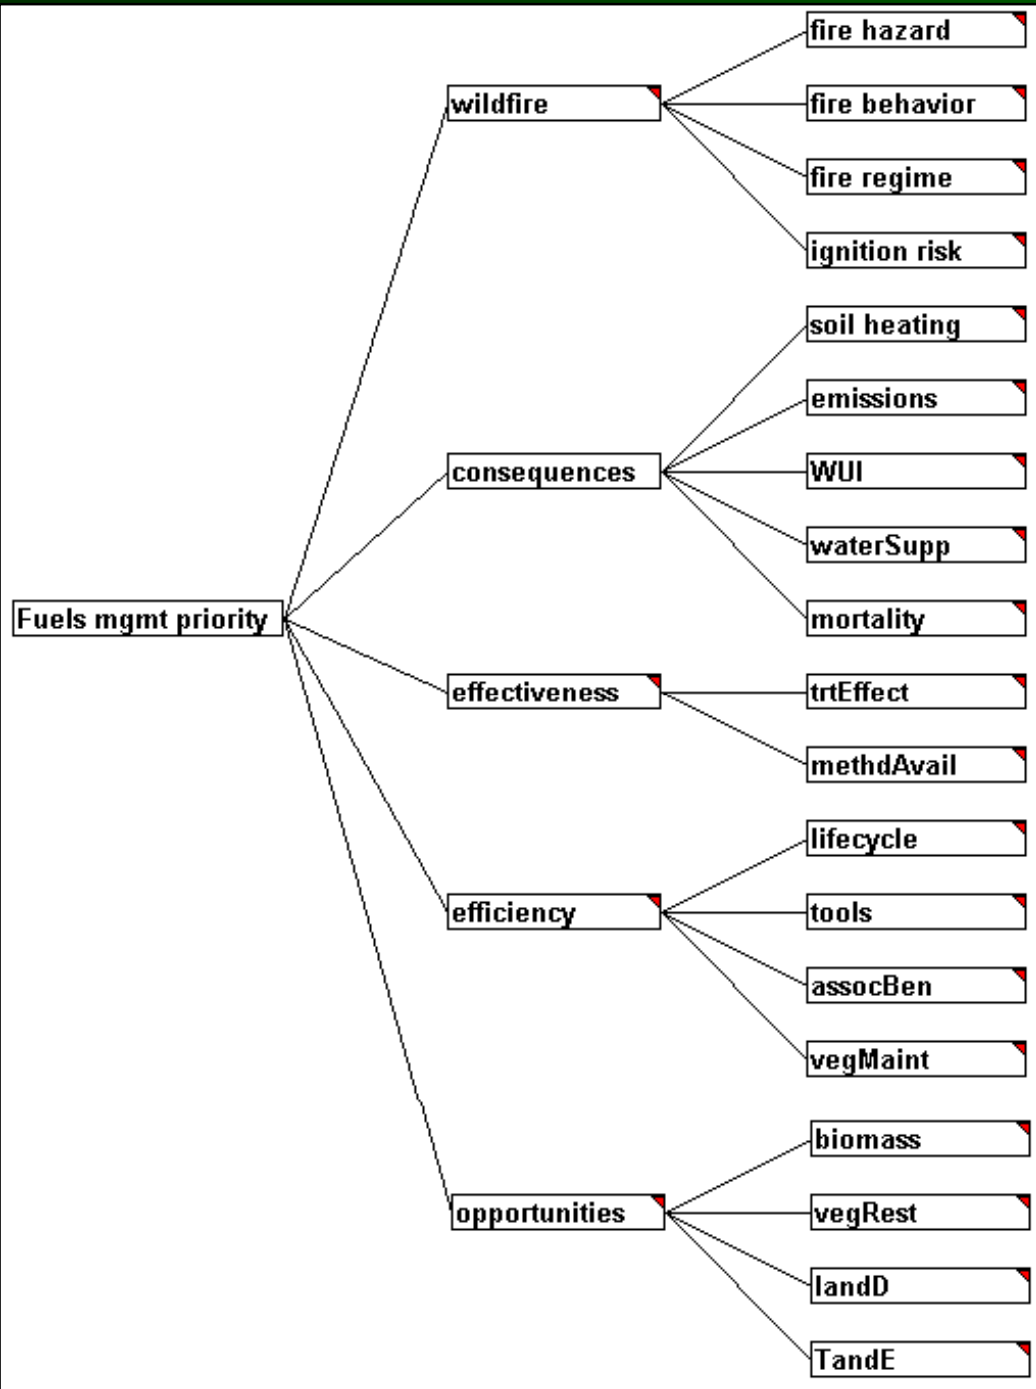 Fuels mgmt priority
wildfire
fire hazard
fire behavior
fire regime
ignition risk
consequences
soil heating
emissions
WUI
waterSupp
mortality
effectiveness
trtEffect
methdAvail
efficiency
lifecycle
tools
assocBen
vegMaint
opportunities
biomass
vegRest
landD
TandE